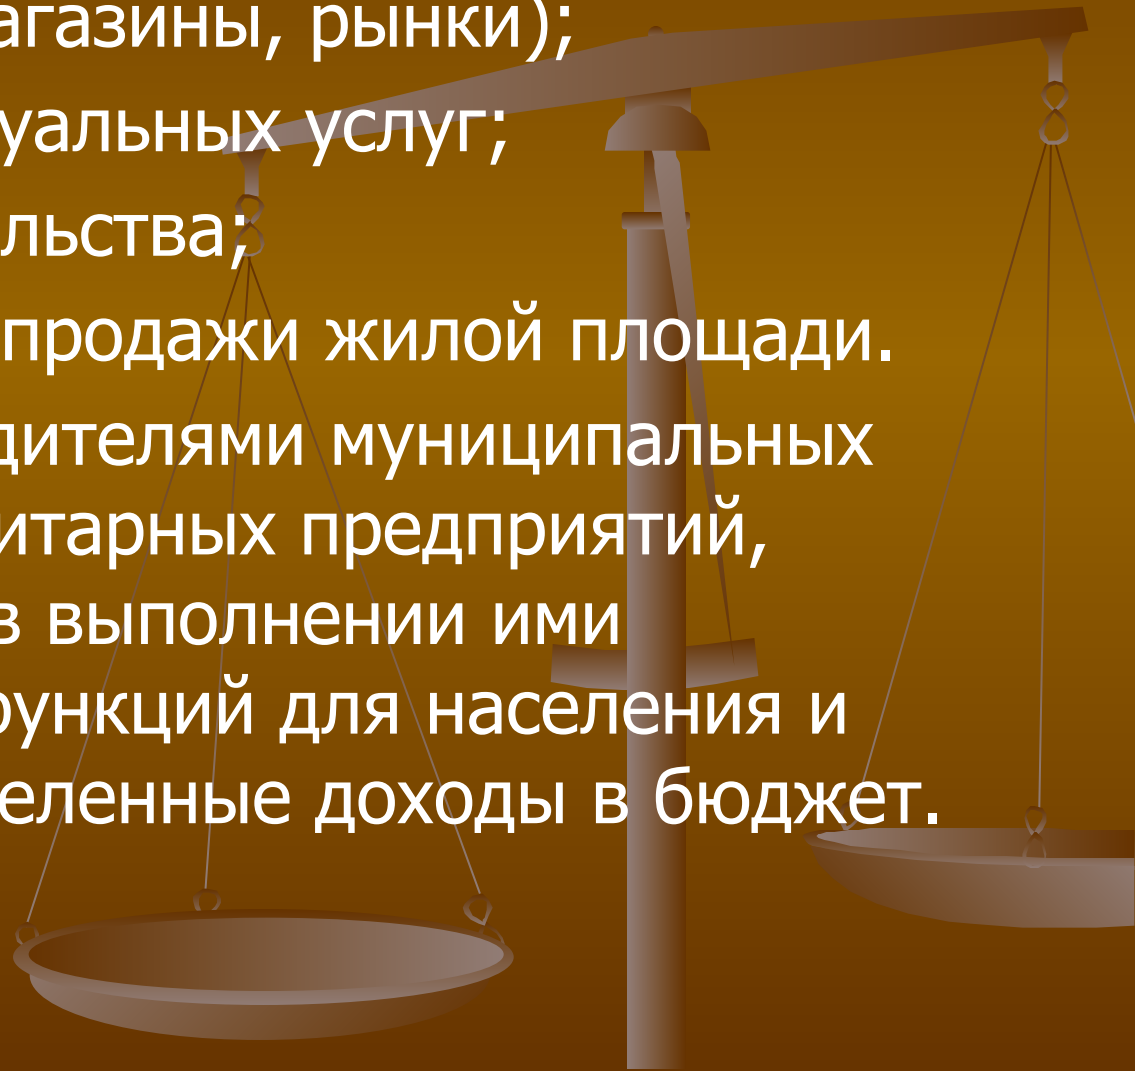 агазины, рынки);
уальных услуг;
льства;
продажи жилой площади.
дителями муниципальных
итарных предприятий,
в выполнении ими
ункций для населения и
еленные доходы в бюджет.